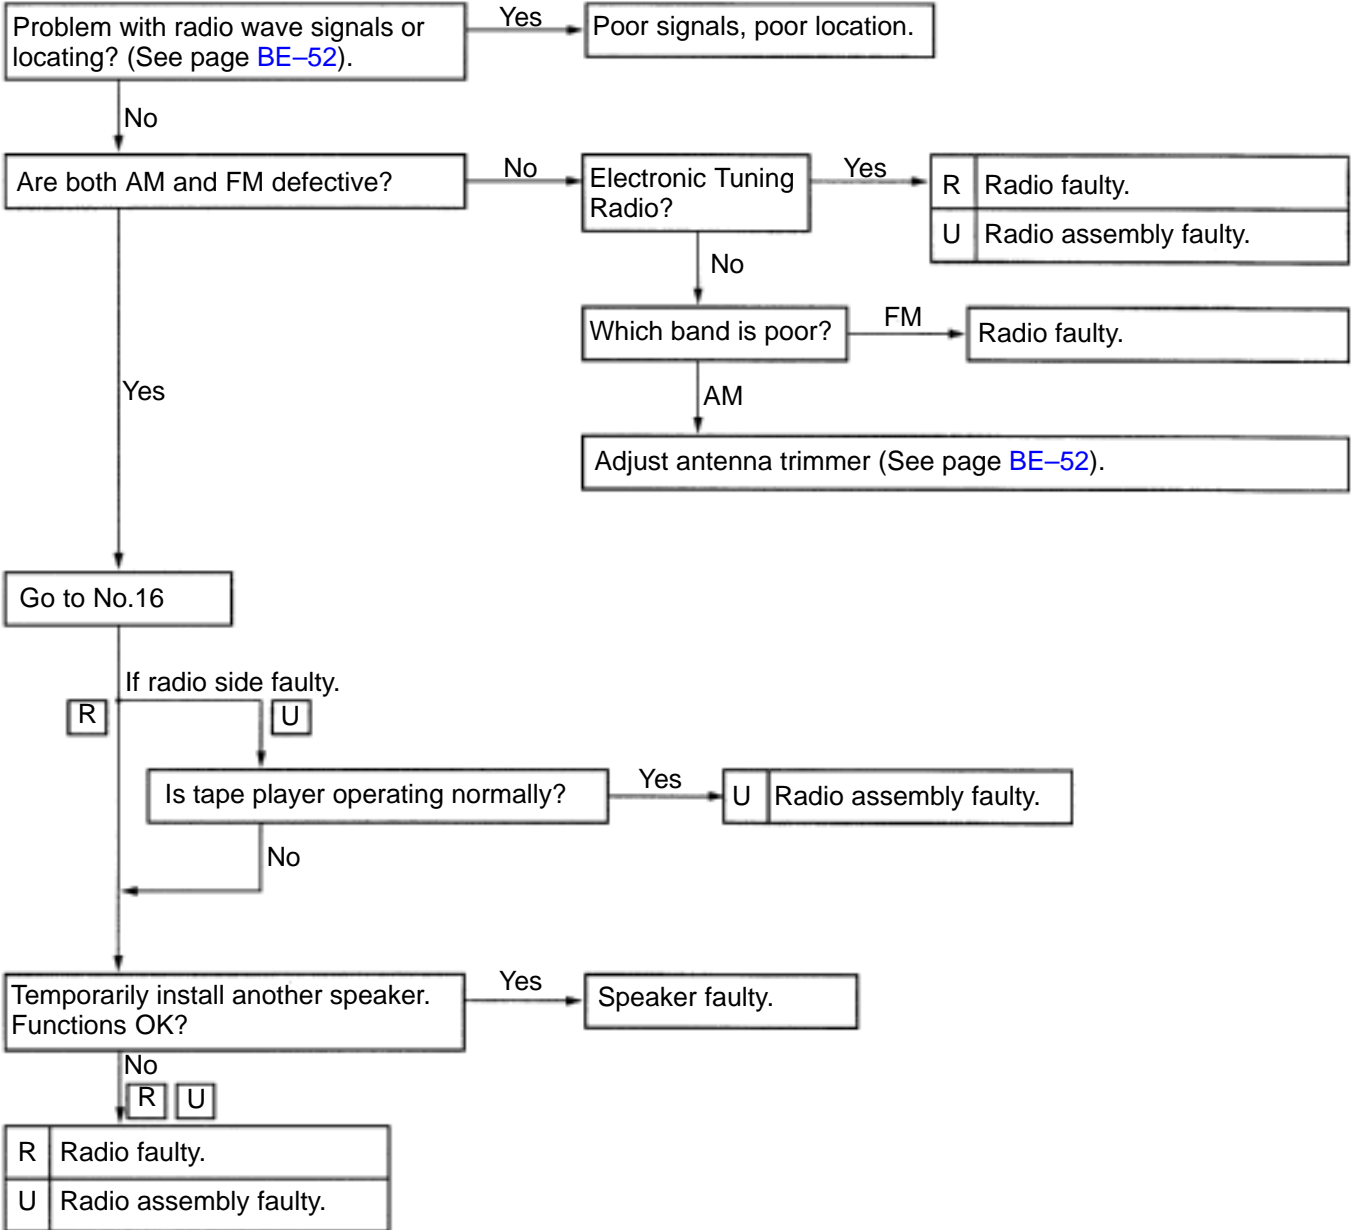 Problem with radio wave signals or
locating? (See page BE–52).
Yes
Poor signals, poor location.
No
Are both AM and FM defective?
No
Electronic Tuning
Radio?
Yes
R Radio faulty.
U Radio assembly faulty.
No
Which band is poor?
FM
Radio faulty.
AM
Adjust antenna trimmer (See page BE–52).
Yes
Go to No.16
If radio side faulty.
R
U
Is tape player operating normally?
Yes
U Radio assembly faulty.
No
Temporarily install another speaker.
Functions OK?
Yes
Speaker faulty.
No
R U
R Radio faulty.
U Radio assembly faulty.